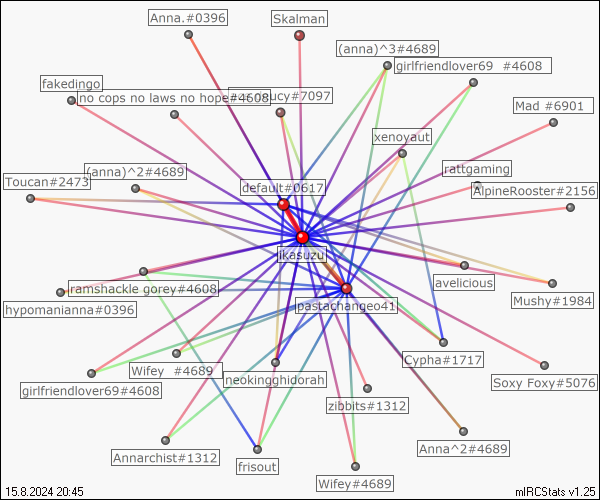 Anna.#0396
Skalman
(anna)^3#4689
girlfriendlover69 #4608
fakedingo
no cops no laws no hope#4608
ucy#7097
Mad #6901
xenoyaut
rattgaming
(anna)^2#4689
Toucan#2473
default#0617
AlpineRooster#2156
ikasuzu
avelicious
ramshackle gorey#4608
Mushy#1984
hypomanianna#0396
pastachangeo41
Cypha#1717
Wifey #4689
neokingghidorah
Soxy Foxy#5076
girlfriendlover69#4608
zibbits#1312
Anna^2#4689
Annarchist#1312
frisout
Wifey#4689
15.8.2024 20:45
mIRCStats v1.25